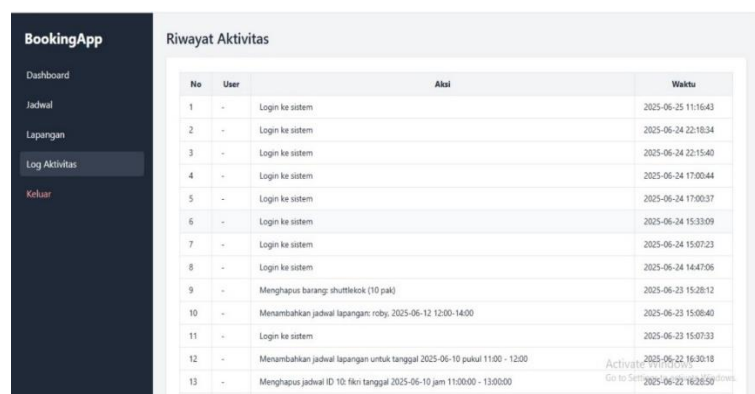 BookingApp
Dashboard
Jadwal
Lapangan
Log Aktivitas
Keluar
Riwayat Aktivitas
No User Aksi Waktu
1 - Login ke sistem 2025-06-25 11:16:43
2 - Login ke sistem 2025-06-24 22:18:34
3 - Login ke sistem 2025-06-24 22:15:40
4 - Login ke sistem 2025-06-24 17:00:44
5 - Login ke sistem 2025-06-24 17:00:37
6 - Login ke sistem 2025-06-24 15:33:09
7 - Login ke sistem 2025-06-24 15:07:23
8 - Login ke sistem 2025-06-24 14:47:06
9 - Menghapus barang: shuttlekok (10 pak) 2025-06-23 15:28:12
10 - Menambahkan jadwal lapangan: roby, 2025-06-12 12:00-14:00 2025-06-23 15:08:40
11 - Login ke sistem 2025-06-23 15:07:33
12 - Menambahkan jadwal lapangan untuk tanggal 2025-06-10 pukul 11:00 - 12:00 2025-06-22 16:30:18
Activate Windows
13 - Menghapus jadwal ID 10: fikri tanggal 2025-06-10 jam 11:00:00 - 13:00:00 2025-06-22 16:28:50
Go to Settings to activate Windows.